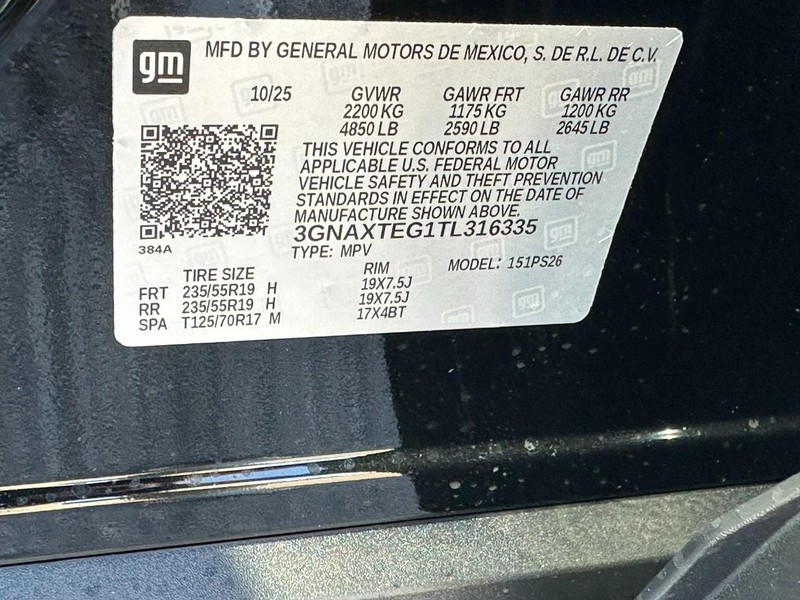 gm MFD BY GENERAL MOTORS DE MEXICO, S. DE R.L. DE C.V.
10/25 GVWR GAWR FRT GAWR RR
2200 KG 1175 KG 1200 KG
4850 LB 2590 LB 2645 LB
THIS VEHICLE CONFORMS TO ALL
APPLICABLE U.S. FEDERAL MOTOR
VEHICLE SAFETY AND THEFT PREVENTION
STANDARDS IN EFFECT ON THE DATE OF
MANUFACTURE SHOWN ABOVE.
3GNAXTEG1TL316335
384A
TYPE: MPV MODEL: 151PS26
TIRE SIZE RIM
FRT 235/55R19 H 19X7.5J
RR 235/55R19 H 19X7.5J
SPA T125/70R17 M 17X4BT